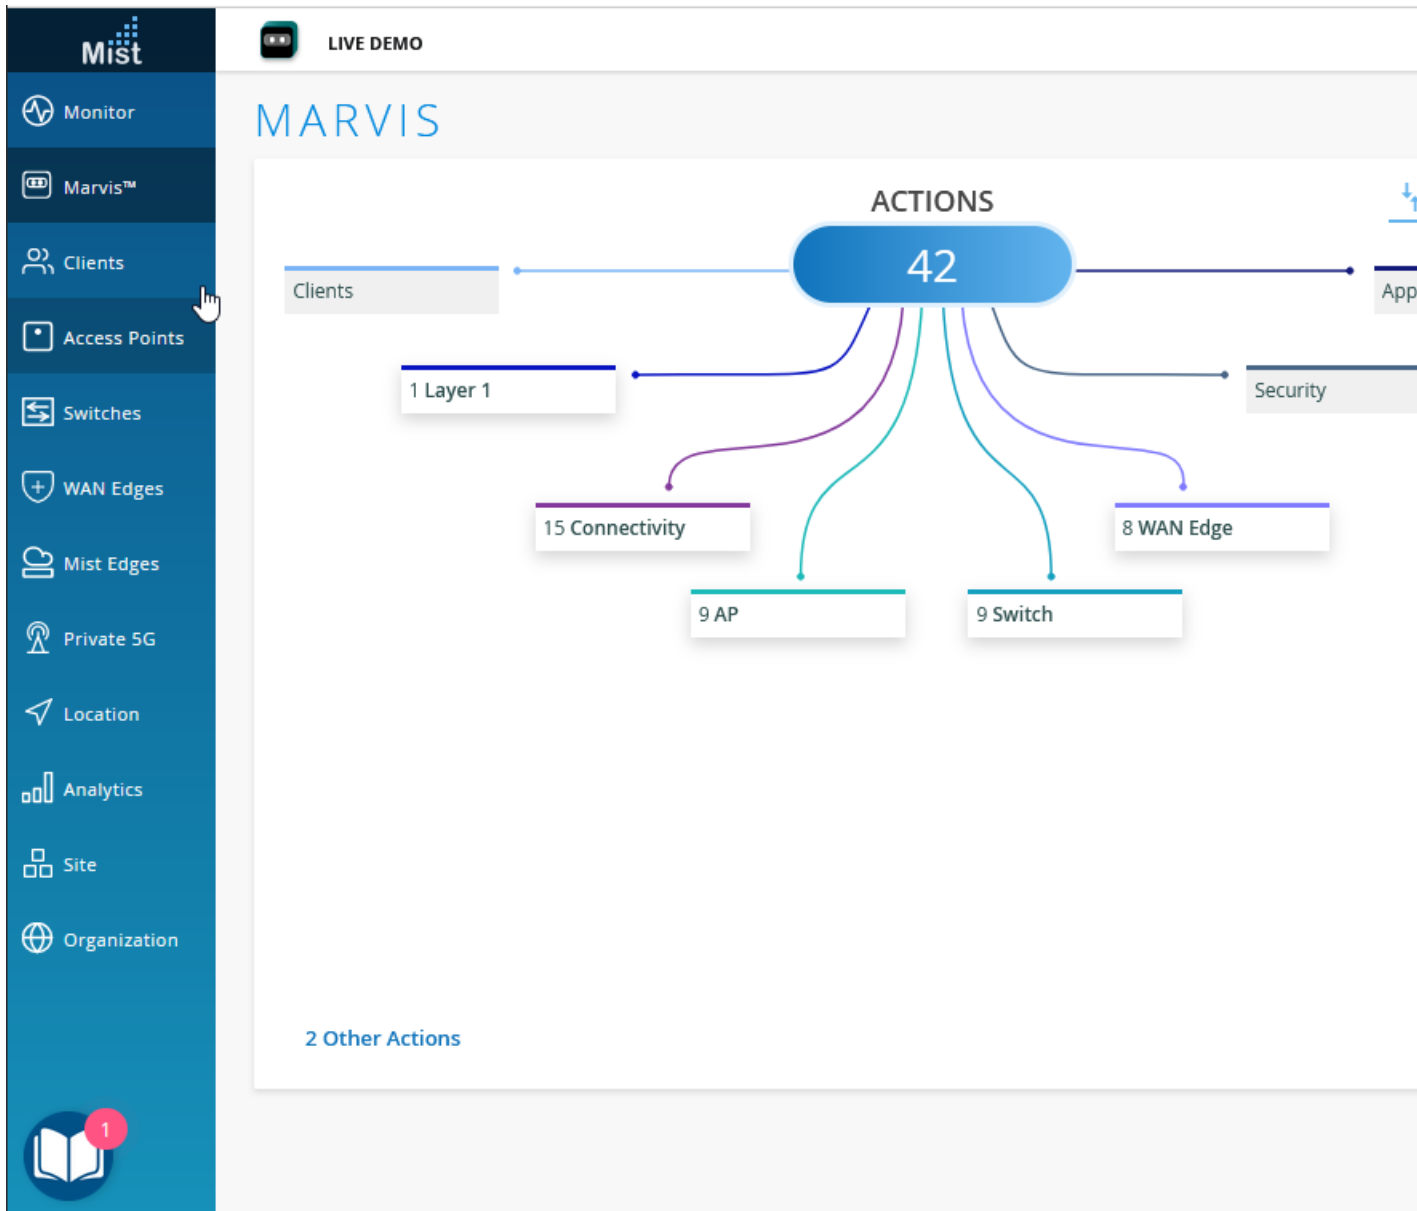 Mist
LIVE DEMO
Monitor
Marvis™
Clients
Access Points
Switches
WAN Edges
Mist Edges
Private 5G
Location
Analytics
Site
Organization
1
MARVIS
ACTIONS
42
Clients
App
1 Layer 1
Security
15 Connectivity
8 WAN Edge
9 AP
9 Switch
2 Other Actions